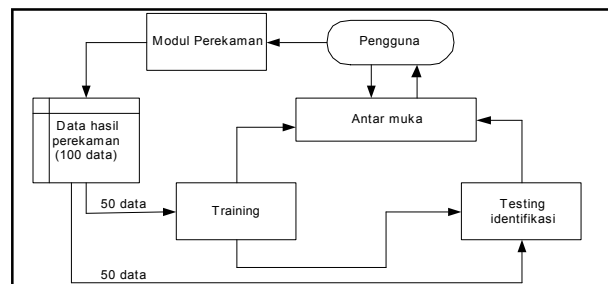 Modul Perekaman
Pengguna
Data hasil
perekaman
(100 data)
Antar muka
50 data
Training
Testing
identifikasi
50 data